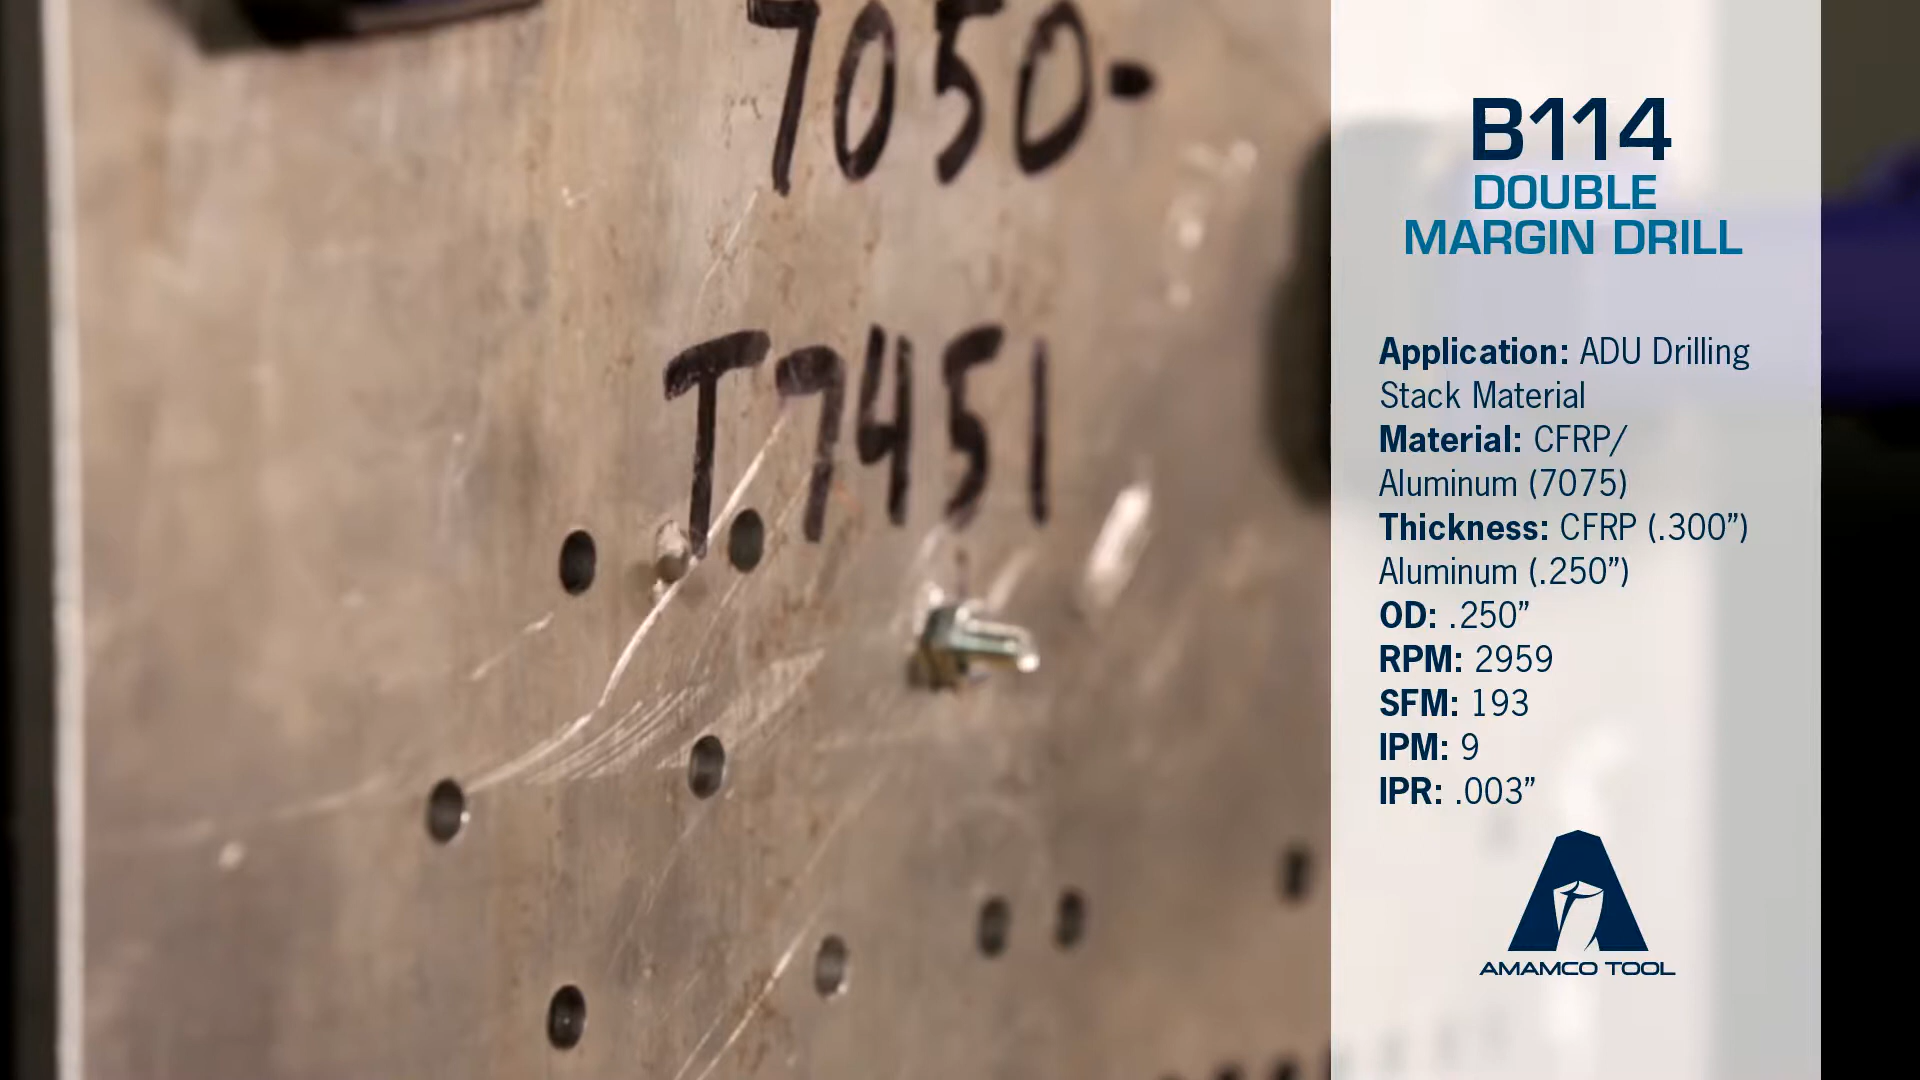 7050-
T7451
B114
DOUBLE
MARGIN DRILL
Application: ADU Drilling
Stack Material
Material: CFRP/
Aluminum (7075)
Thickness: CFRP (.300”)
Aluminum (.250”)
OD: .250”
RPM: 2959
SFM: 193
IPM: 9
IPR: .003”
AMAMCO TOOL